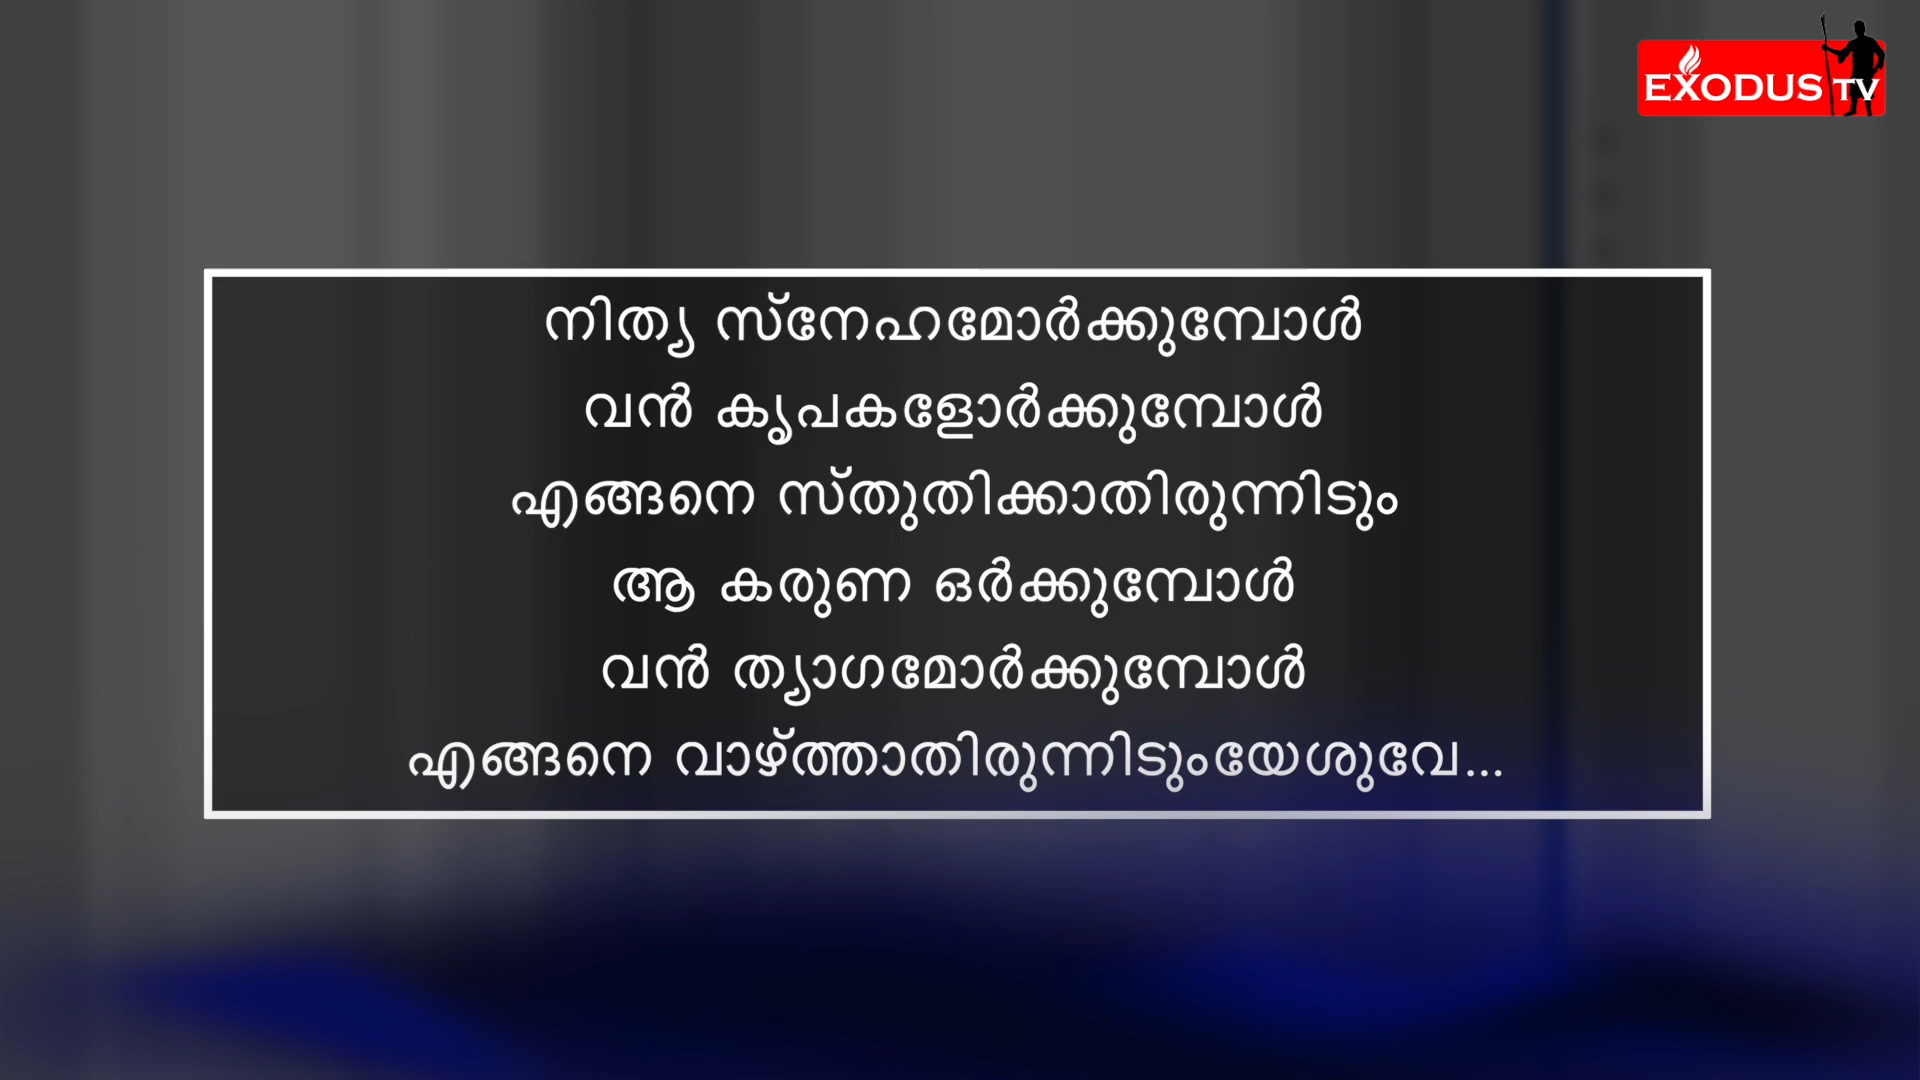 EXODUS TV
നിത്യ സ്നേഹമോർക്കുമ്പോൾ
വൻ കൃപകളോർക്കുമ്പോൾ
എങ്ങനെ സ്തുതിക്കാതിരുന്നിടും
ആ കരുണ ഒർക്കുമ്പോൾ
വൻ ത്യാഗമോർക്കുമ്പോൾ
എങ്ങനെ വാഴ്ത്താതിരുന്നിടുംയേശുവേ...